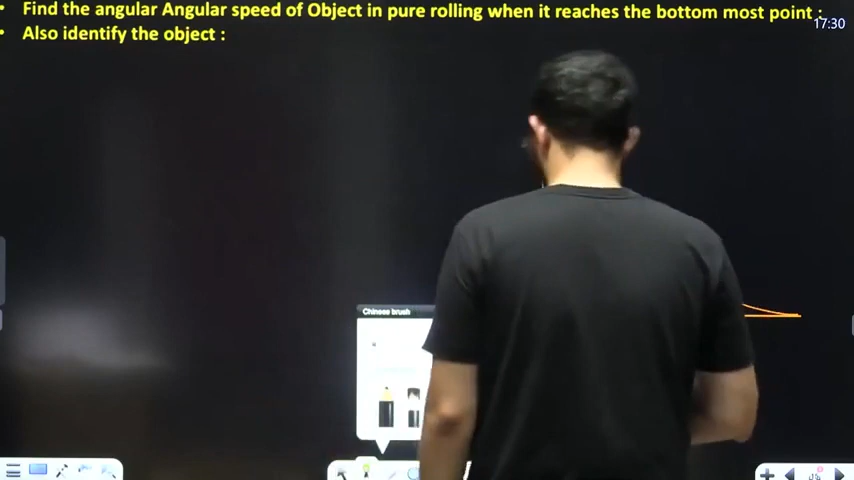 • Find the angular Angular speed of Object in pure rolling when it reaches the bottom most point :
17:30
• Also identify the object :
Chinese brush